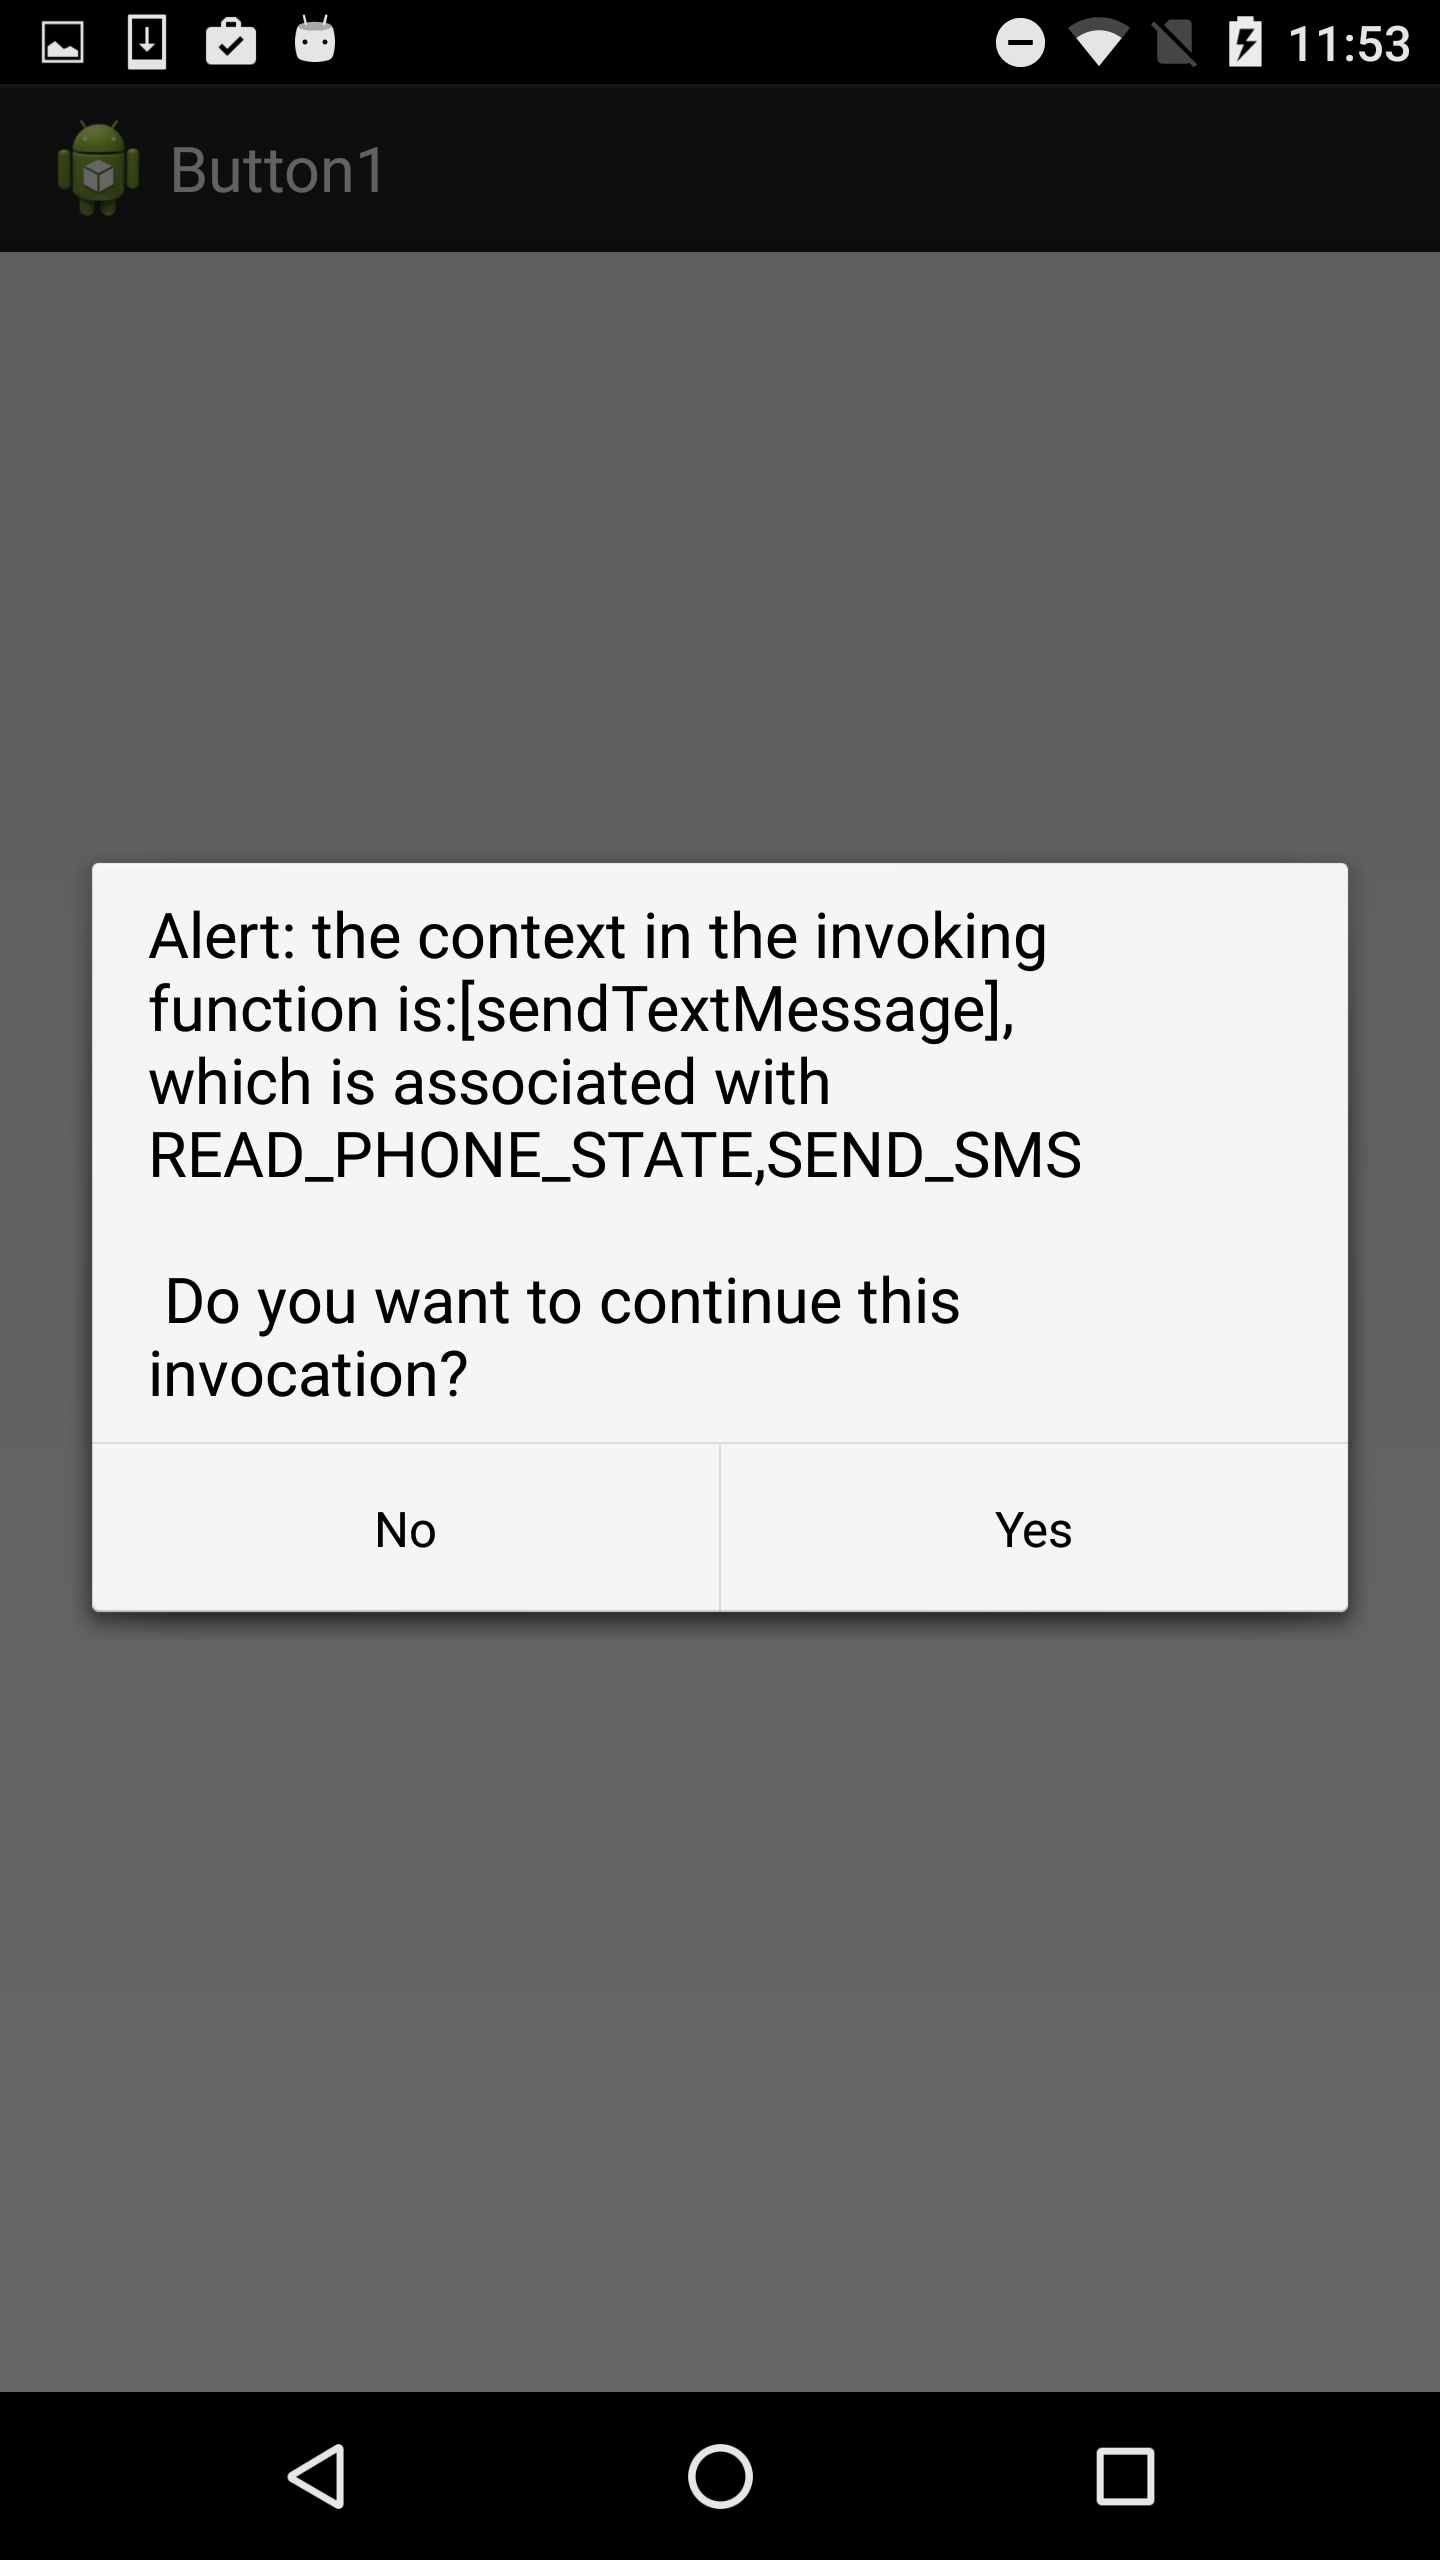 11:53
Button1
Alert: the context in the invoking
function is:[sendTextMessage],
which is associated with
READ_PHONE_STATE,SEND_SMS
Do you want to continue this
invocation?
No
Yes